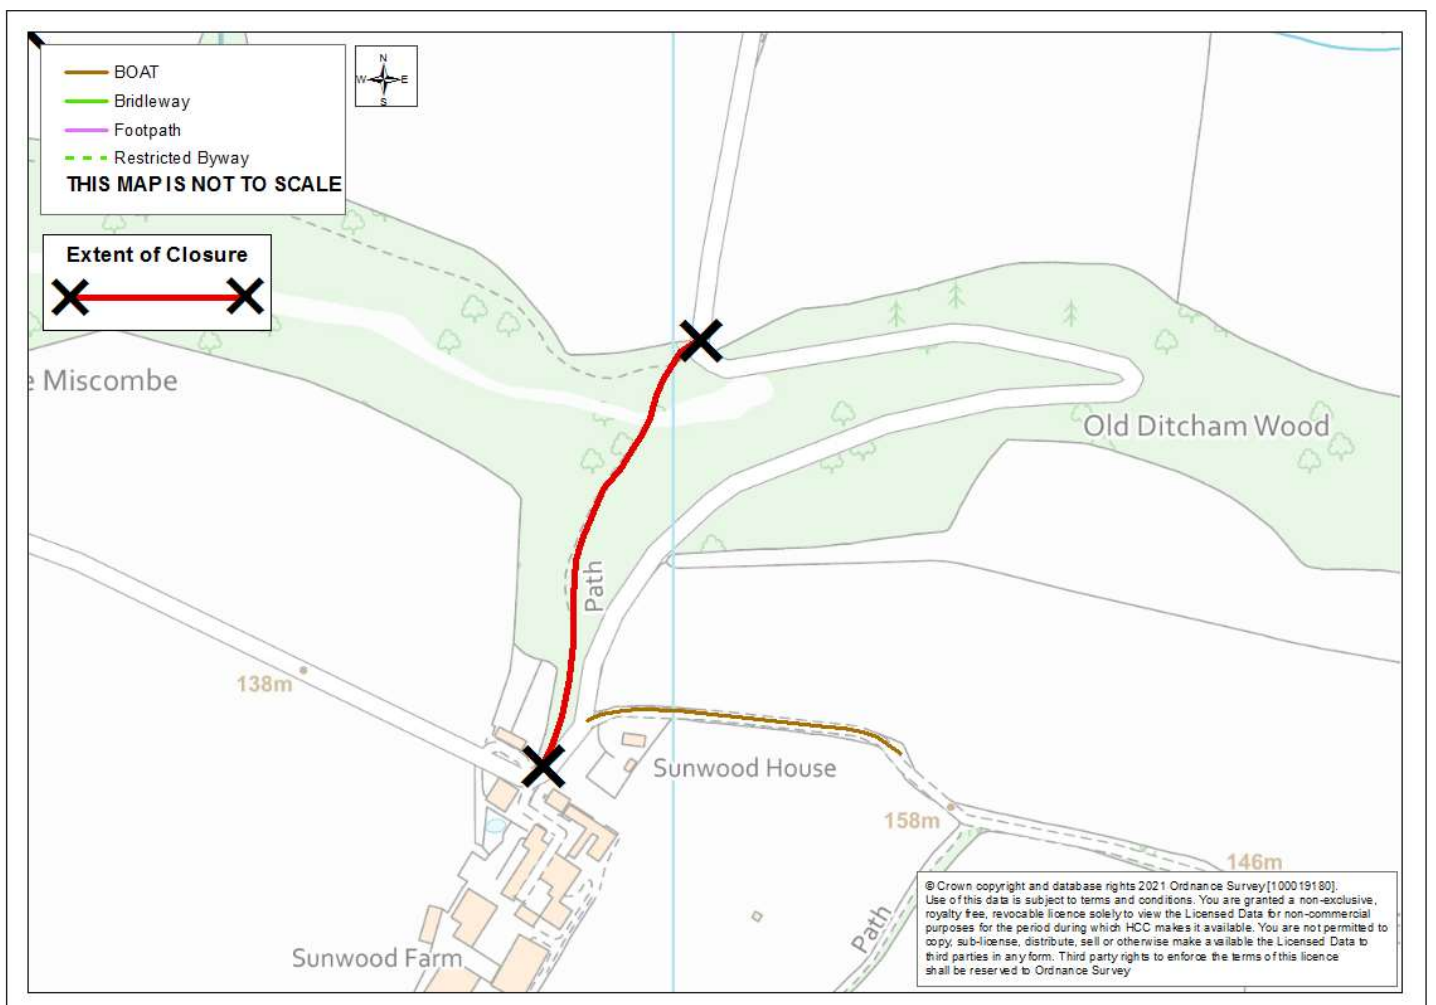 BOAT
Bridleway
Footpath
Restricted Byway
THIS MAP IS NOT TO SCALE
N
W E
S
Extent of Closure
e Miscombe
Old Ditcham Wood
Path
138m
Sunwood House
158m
146m
Path
Sunwood Farm
© Crown copyright and database rights 2021 Ordnance Survey [100019180].
Use of this data is subject to terms and conditions. You are granted a non-exclusive,
royalty free, revocable licence solely to view the Licensed Data for non-commercial
purposes for the period during which HCC makes it available. You are not permitted to
copy, sub-license, distribute, sell or otherwise make available the Licensed Data to
third parties in any form. Third party rights to enforce the terms of this licence
shall be reserved to Ordnance Survey